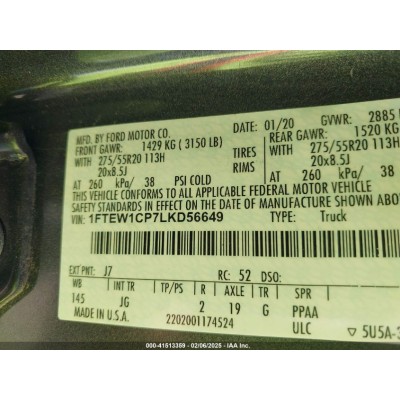 MFD. BY FORD MOTOR CO.
DATE: 01/20 GVWR: 2885
FRONT GAWR: 1429 KG ( 3150 LB) REAR GAWR: 1520 KG
WITH 275/55R20 113H TIRES WITH 275/55R20 113H
20x8.5J RIMS 20x8.5J
AT 260 kPa/ 38 PSI COLD AT 260 kPa/ 38
THIS VEHICLE CONFORMS TO ALL APPLICABLE FEDERAL MOTOR VEHICLE
SAFETY STANDARDS IN EFFECT ON THE DATE OF MANUFACTURE SHOWN ABOVE.
VIN: 1FTEW1CP7LKD56649 TYPE: Truck
EXT PNT: J7 RC: 52 DSO:
WB INT TR TP/PS R AXLE TR SPR
145 JG 2 19 G PPAA
ULC 5U5A-3
U.S.A. 2202001174524
000-41513359 - 02/06/2025 - IAA Inc.